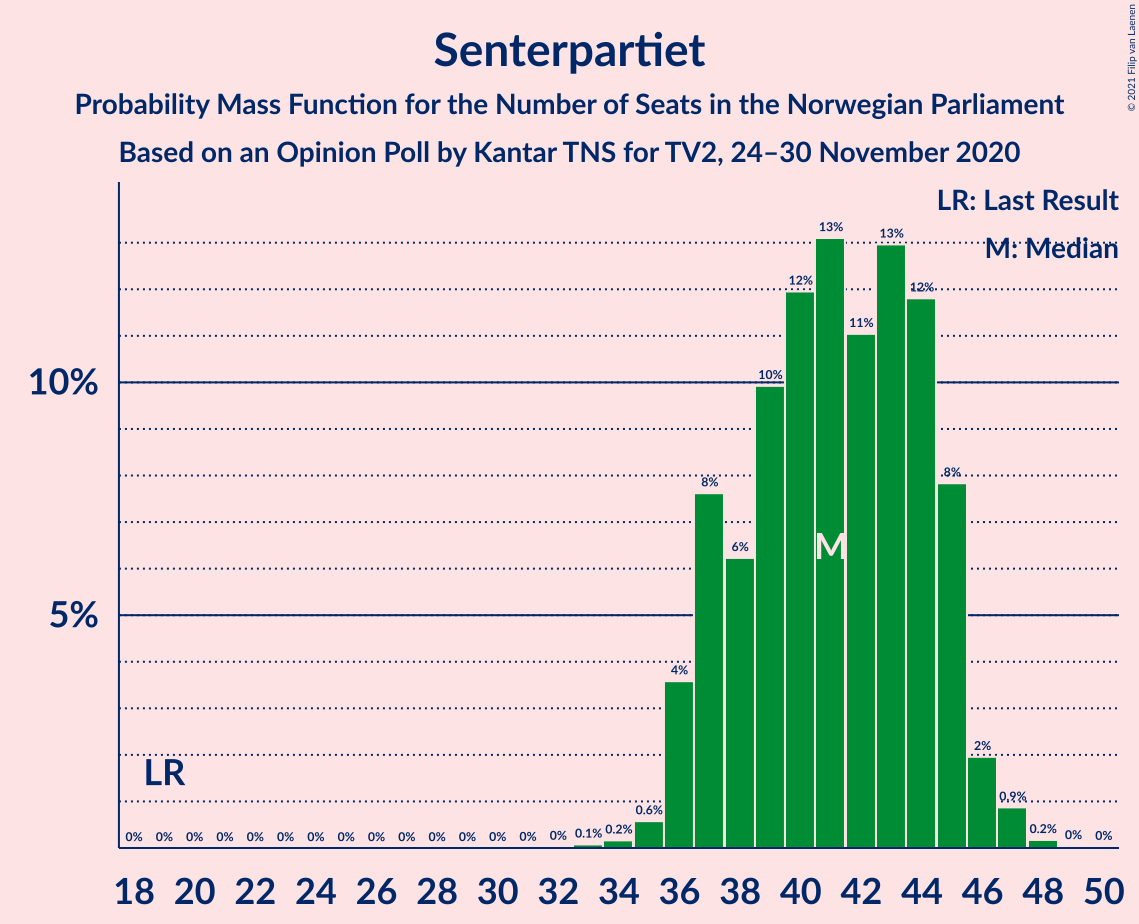 Senterpartiet
Probability Mass Function for the Number of Seats in the Norwegian Parliament
Based on an Opinion Poll by Kantar TNS for TV2, 24–30 November 2020
© 2021 Filip van Laenen
LR: Last Result
M: Median
10%
5%
LR
M
0% 0% 0% 0% 0% 0% 0% 0% 0% 0% 0% 0% 0% 0% 0% 0.1% 0.2% 0.6% 4% 8% 6% 10% 12% 13% 11% 13% 12% 8% 2% 0.9% 0.2% 0% 0%
18 20 22 24 26 28 30 32 34 36 38 40 42 44 46 48 50